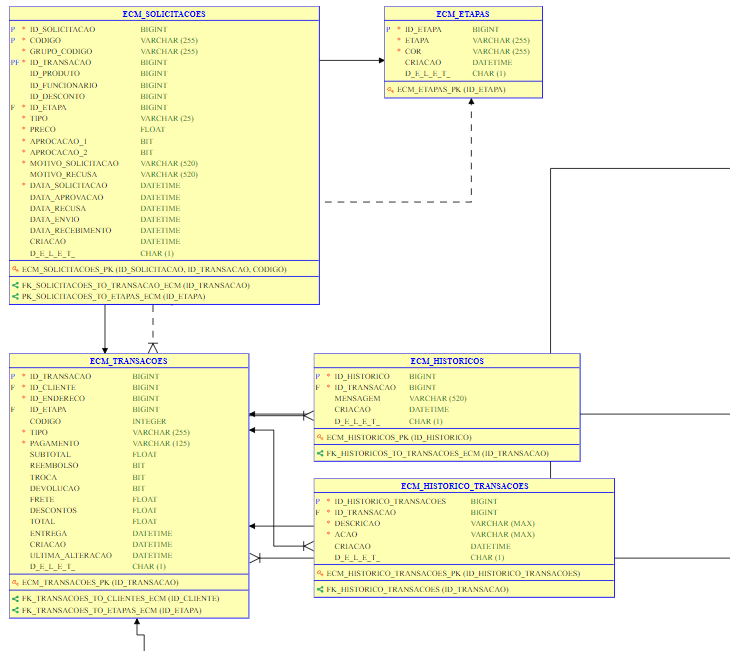 ECM_SOLICITACOES
P * ID_SOLICITACAO BIGINT
P * CODIGO VARCHAR (255)
* GRUPO_CODIGO VARCHAR (255)
PF * ID_TRANSACAO BIGINT
ID_PRODUTO BIGINT
ID_FUNCIONARIO BIGINT
ID_DESCONTO BIGINT
F * ID_ETAPA BIGINT
* TIPO VARCHAR (25)
* PRECO FLOAT
* APROCACAO_1 BIT
* APROCACAO_2 BIT
* MOTIVO_SOLICITACAO VARCHAR (520)
MOTIVO_RECUSA VARCHAR (520)
* DATA_SOLICITACAO DATETIME
DATA_APROVACAO DATETIME
DATA_RECUSA DATETIME
DATA_ENVIO DATETIME
DATA_RECEBIMENTO DATETIME
CRIACAO DATETIME
D_E_L_E_T_ CHAR (1)
ECM_SOLICITACOES_PK (ID_SOLICITACAO, ID_TRANSACAO, CODIGO)
FK_SOLICITACOES_TO_TRANSACAO_ECM (ID_TRANSACAO)
PK_SOLICITACOES_TO_ETAPAS_ECM (ID_ETAPA)
ECM_ETAPAS
P * ID_ETAPA BIGINT
* ETAPA VARCHAR (255)
* COR VARCHAR (255)
CRIACAO DATETIME
D_E_L_E_T_ CHAR (1)
ECM_ETAPAS_PK (ID_ETAPA)
ECM_TRANSACOES
P * ID_TRANSACAO BIGINT
F * ID_CLIENTE BIGINT
* ID_ENDERECO BIGINT
F ID_ETAPA BIGINT
CODIGO INTEGER
* TIPO VARCHAR (255)
* PAGAMENTO VARCHAR (125)
SUBTOTAL FLOAT
REEMBOLSO BIT
TROCA BIT
DEVOLUCAO BIT
FRETE FLOAT
DESCONTOS FLOAT
TOTAL FLOAT
ENTREGA DATETIME
CRIACAO DATETIME
ULTIMA_ALTERACAO DATETIME
D_E_L_E_T_ CHAR (1)
ECM_TRANSACOES_PK (ID_TRANSACAO)
FK_TRANSACOES_TO_CLIENTES_ECM (ID_CLIENTE)
FK_TRANSACOES_TO_ETAPAS_ECM (ID_ETAPA)
ECM_HISTORICOS
P * ID_HISTORICO BIGINT
F * ID_TRANSACAO BIGINT
MENSAGEM VARCHAR (520)
CRIACAO DATETIME
D_E_L_E_T_ CHAR (1)
ECM_HISTORICOS_PK (ID_HISTORICO)
FK_HISTORICOS_TO_TRANSACOES_ECM (ID_TRANSACAO)
ECM_HISTORICO_TRANSACOES
P * ID_HISTORICO_TRANSACOES BIGINT
F * ID_TRANSACAO BIGINT
* DESCRICAO VARCHAR (MAX)
* ACAO VARCHAR (MAX)
CRIACAO DATETIME
D_E_L_E_T_ CHAR (1)
ECM_HISTORICO_TRANSACOES_PK (ID_HISTORICO_TRANSACOES)
FK_HISTORICO_TRANSACOES (ID_TRANSACAO)